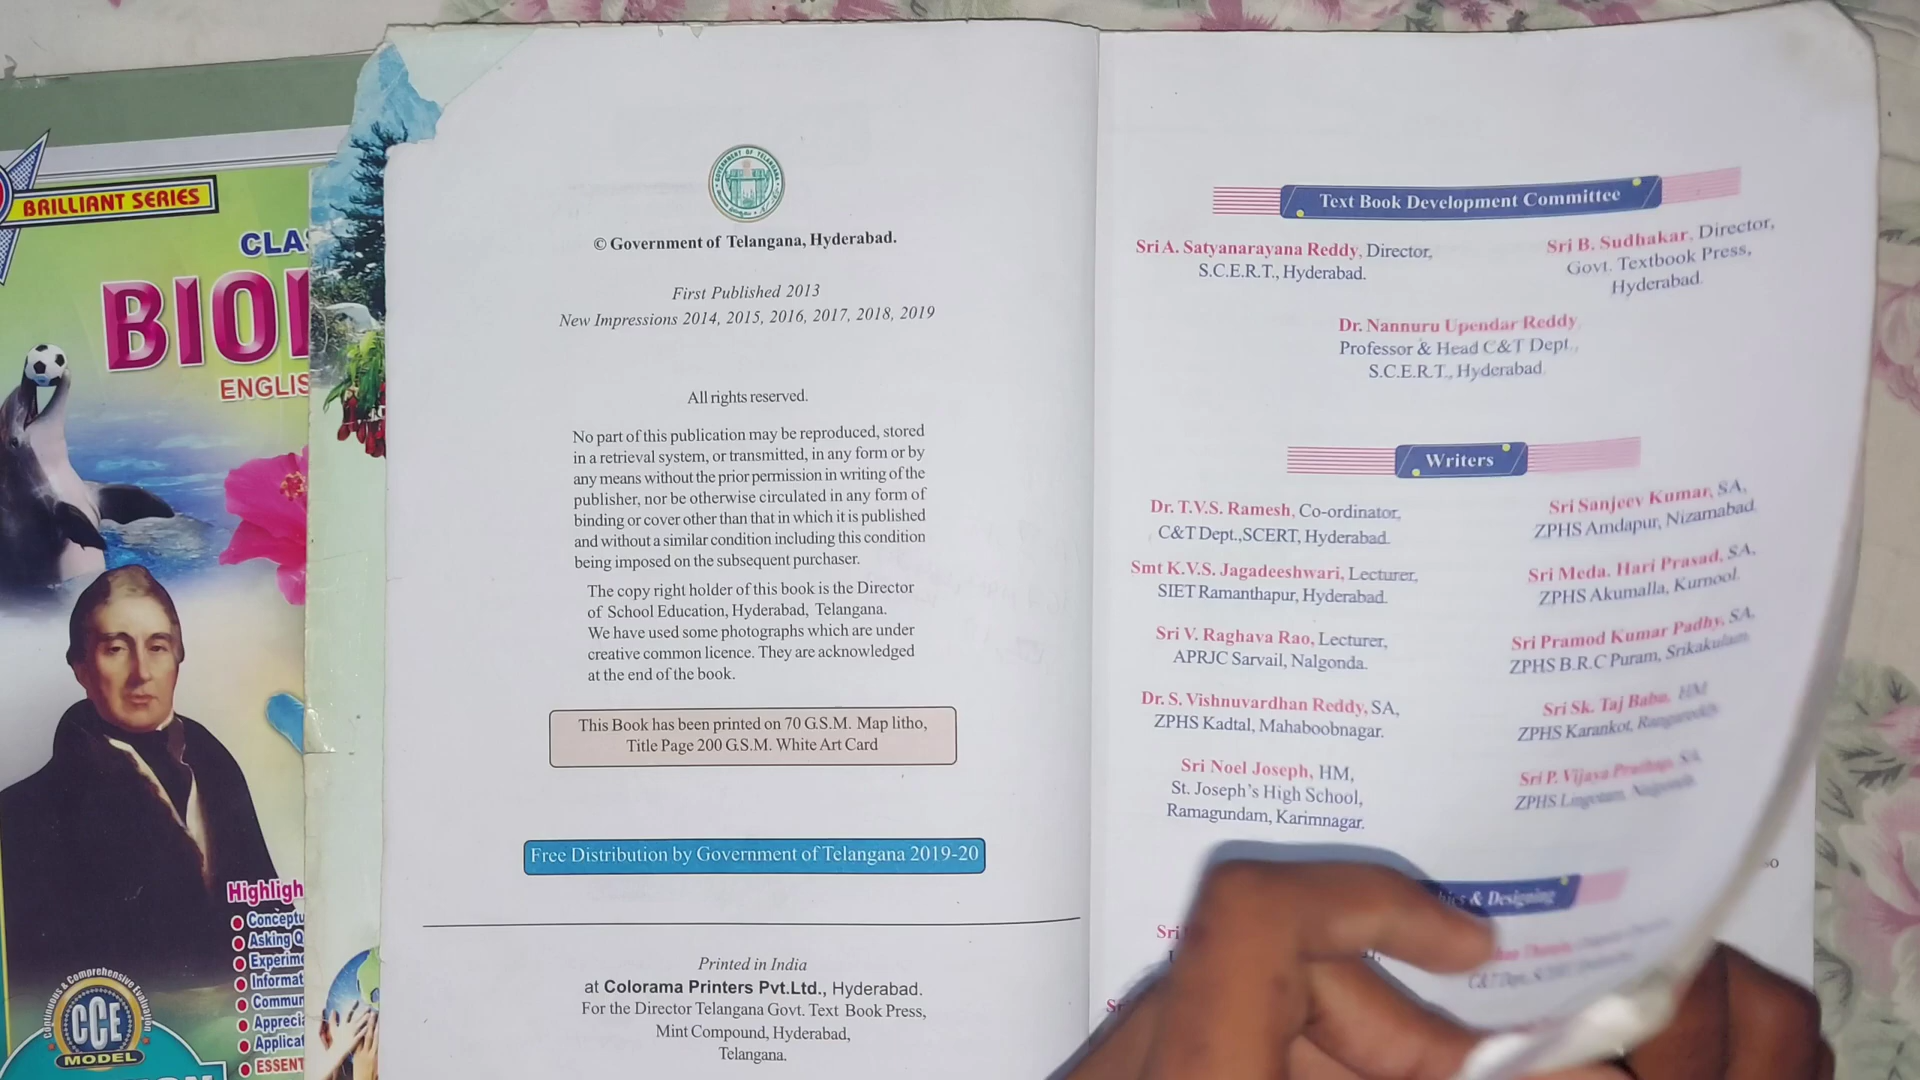 BRILLIANT SERIES
ENGLIS
Highligh
CCE
MODEL
ESSENT
GOVERNMENT OF TELANGANA
© Government of Telangana, Hyderabad.
First Published 2013
New Impressions 2014, 2015, 2016, 2017, 2018, 2019
All rights reserved.
No part of this publication may be reproduced, stored
in a retrieval system, or transmitted, in any form or by
any means without the prior permission in writing of the
publisher, nor be otherwise circulated in any form of
binding or cover other than that in which it is published
and without a similar condition including this condition
being imposed on the subsequent purchaser.
The copy right holder of this book is the Director
of School Education, Hyderabad, Telangana.
We have used some photographs which are under
creative common licence. They are acknowledged
at the end of the book.
This Book has been printed on 70 G.S.M. Map litho,
Title Page 200 G.S.M. White Art Card
Free Distribution by Government of Telangana 2019-20
Printed in India
at Colorama Printers Pvt.Ltd., Hyderabad.
For the Director Telangana Govt. Text Book Press,
Mint Compound, Hyderabad,
Telangana.
Text Book Development Committee
Sri A. Satyanarayana Reddy, Director,
S.C.E.R.T., Hyderabad.
Sri B. Sudhakar, Director,
Govt. Textbook Press,
Hyderabad.
Dr. Nannuru Upendar Reddy
Professor & Head C&T Dept.,
S.C.E.R.T., Hyderabad.
Writers
Dr. T.V.S. Ramesh, Co-ordinator,
C&T Dept.,SCERT, Hyderabad.
Smt K.V.S. Jagadeeshwari, Lecturer,
SIET Ramanthapur, Hyderabad.
Sri V. Raghava Rao, Lecturer,
APRJC Sarvail, Nalgonda.
Dr. S. Vishnuvardhan Reddy, SA,
ZPHS Kadtal, Mahaboobnagar.
Sri Noel Joseph, HM,
St. Joseph's High School,
Ramagundam, Karimnagar.
Sri Sanjeev Kumar, SA,
ZPHS Amdapur, Nizamabad.
Sri Meda. Hari Prasad, SA,
ZPHS Akumalla, Kurnool.
Sri Pramod Kumar Padhy, SA,
ZPHS B.R.C Puram, Srikakulam
Sri Sk. Taj Babu, HM
ZPHS Karankot, Rangareddy
Sri P. Vijaya SA,
ZPHS
& Designing
Sri